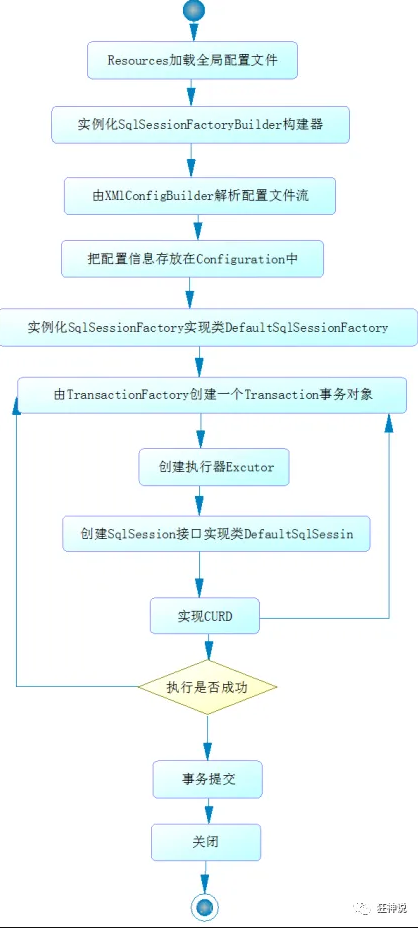 Resources加载全局配置文件
实例化SqlSessionFactoryBuilder构建器
由XMlConfigBuilder解析配置文件流
把配置信息存放在Configuration中
实例化SqlSessionFactory实现类DefaultSqlSessionFactory
由TransactionFactory创建一个Transaction事务对象
创建执行器Excutor
创建SqlSession接口实现类DefaultSqlSessin
实现CURD
执行是否成功
事务提交
关闭
狂神说